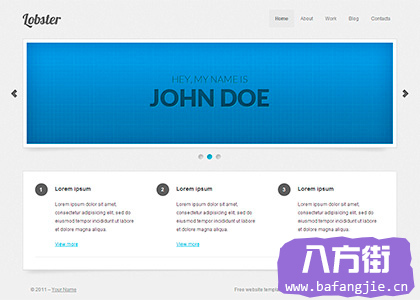 Lobster
Home About Work Blog Contacts
HEY, MY NAME IS
JOHN DOE
1 Lorem ipsum
Lorem ipsum dolor sit amet,
consectetur adipisicing elit, sed do
eiusmod tempor incididunt ut labore
et dolore magna aliqua.
View more
2 Lorem ipsum
Lorem ipsum dolor sit amet,
consectetur adipisicing elit, sed do
eiusmod tempor incididunt ut labore
et dolore magna aliqua.
View more
3 Lorem ipsum
Lorem ipsum dolor sit amet,
consectetur adipisicing elit, sed do
eiusmod tempor incididunt ut labore
et dolore magna
View more
© 2011 – Your Name
Free website templat
八方街
www.bafangjie.cn